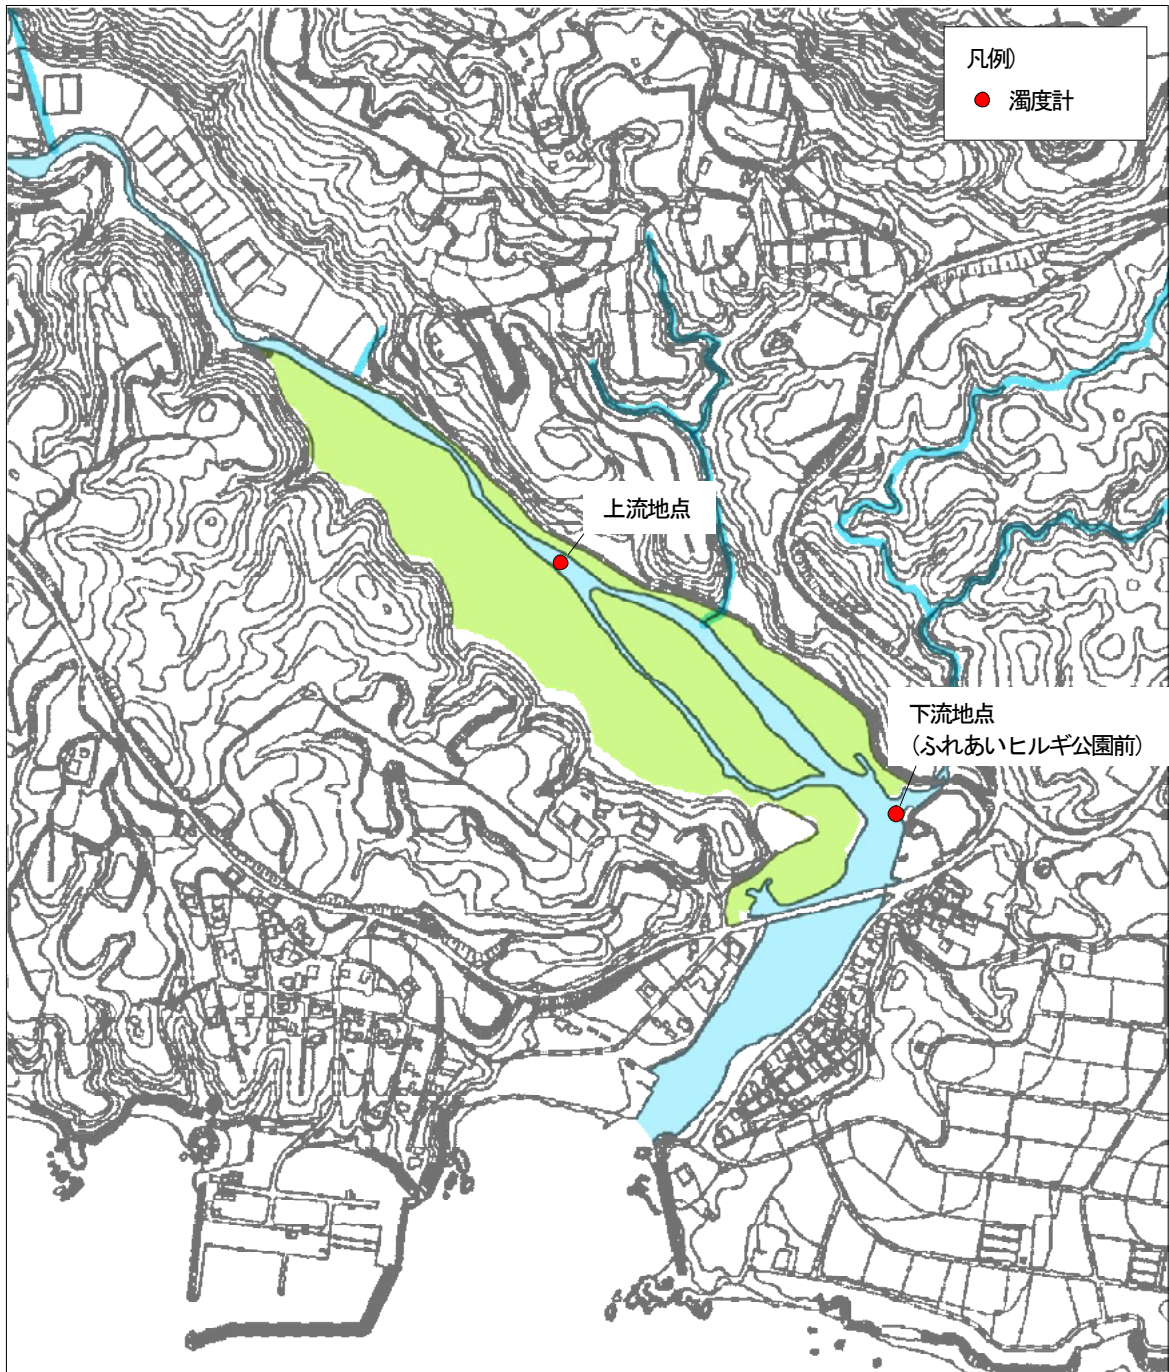 凡例)
濁度計
上流地点
下流地点
(ふれあいヒルギ公園前)